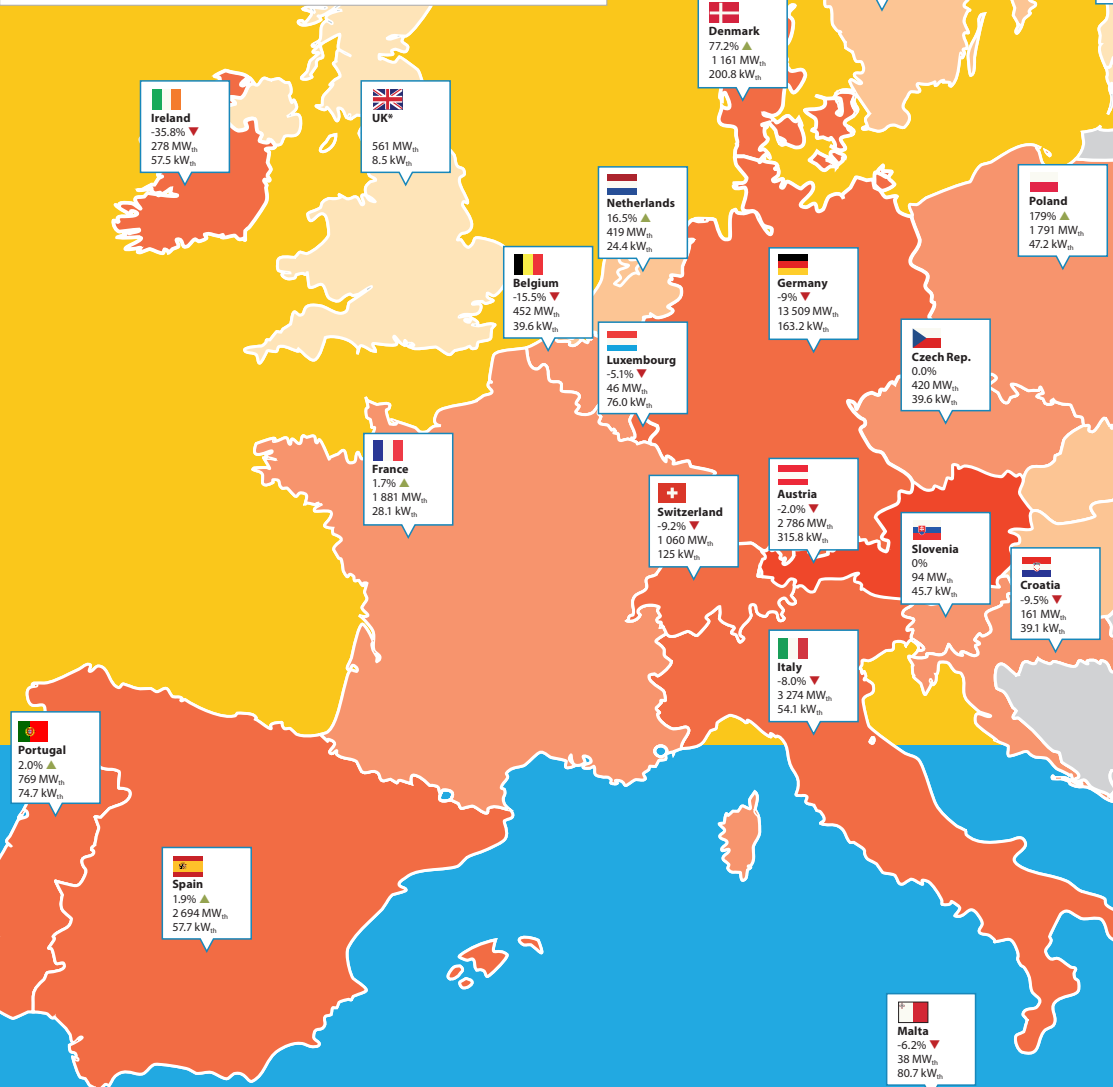 Denmark
77.2% ▲
1 161 MWth
200.8 kWth
Ireland
-35.8% ▼
278 MWth
57.5 kWth
UK*
561 MWth
8.5 kWth
Netherlands
16.5% ▲
419 MWth
24.4 kWth
Poland
179% ▲
1 791 MWth
47.2 kWth
Belgium
-15.5% ▼
452 MWth
39.6 kWth
Germany
-9% ▼
13 509 MWth
163.2 kWth
Luxembourg
-5.1% ▼
46 MWth
76.0 kWth
Czech Rep.
0.0%
420 MWth
39.6 kWth
France
1.7% ▲
1 881 MWth
28.1 kWth
Switzerland
-9.2% ▼
1 060 MWth
125 kWth
Austria
-2.0% ▼
2 786 MWth
315.8 kWth
Slovenia
0%
94 MWth
45.7 kWth
Croatia
-9.5% ▼
161 MWth
39.1 kWth
Italy
-8.0% ▼
3 274 MWth
54.1 kWth
Portugal
2.0% ▲
769 MWth
74.7 kWth
Spain
1.9% ▲
2 694 MWth
57.7 kWth
Malta
-6.2% ▼
38 MWth
80.7 kWth